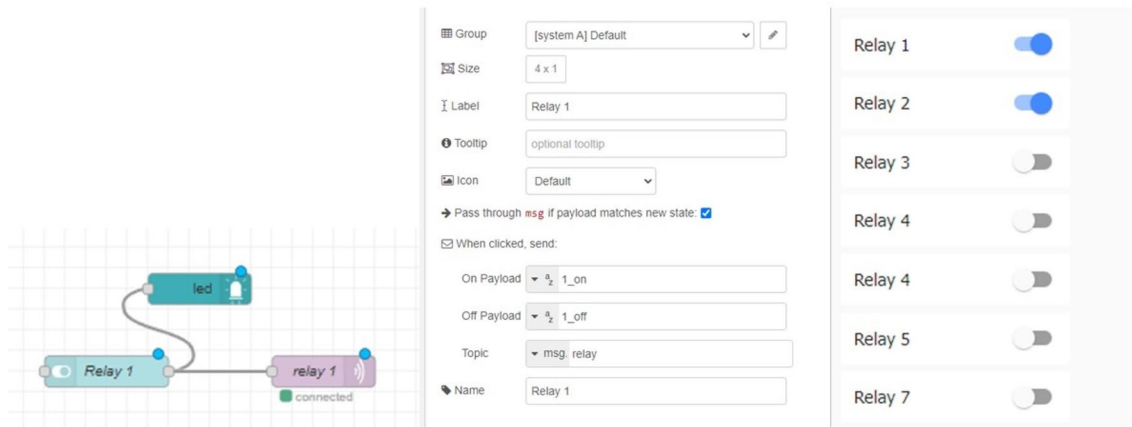 led
Relay 1
relay 1
connected
Group
[system A] Default
Size
4 x 1
Label
Relay 1
Tooltip
optional tooltip
Icon
Default
Pass through msg if payload matches new state:
When clicked, send:
On Payload
a z 1_on
Off Payload
a z 1_off
Topic
msg. relay
Name
Relay 1
Relay 1
Relay 2
Relay 3
Relay 4
Relay 4
Relay 5
Relay 7